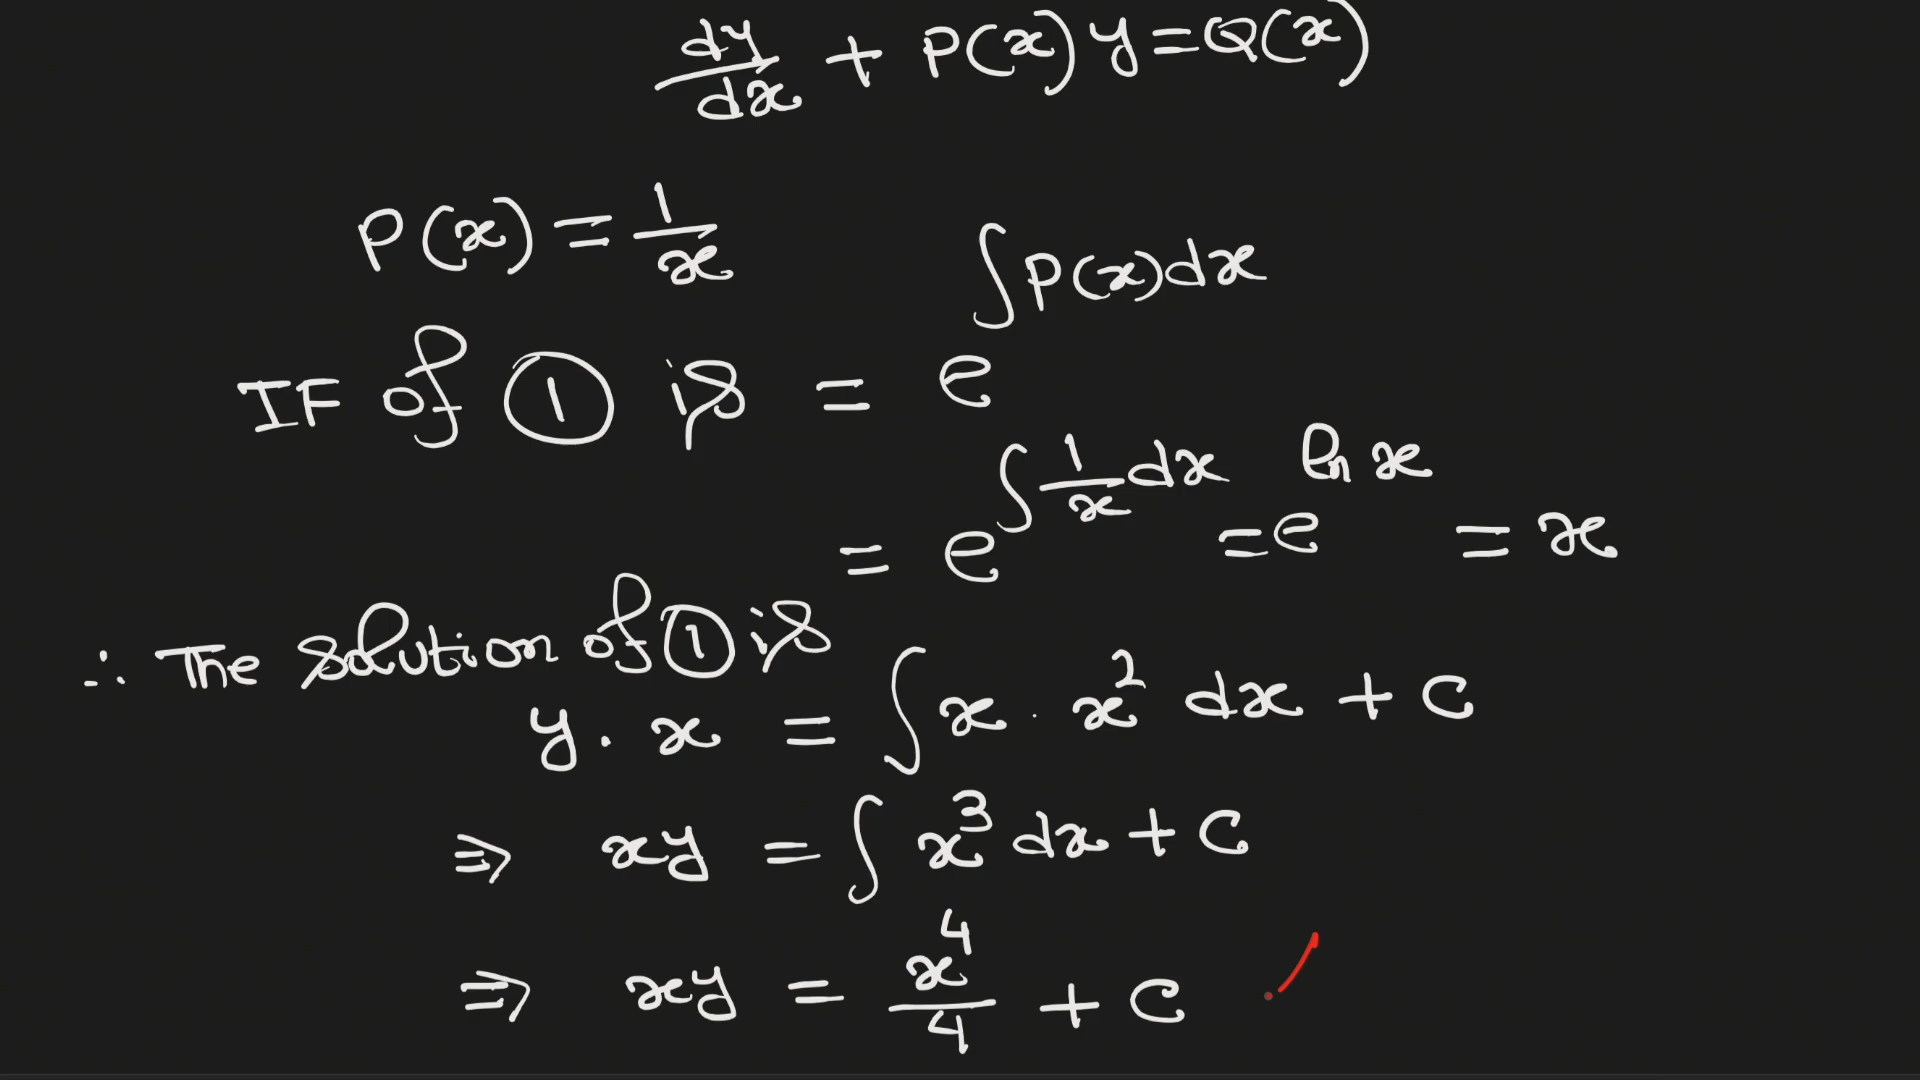 dy/dx + P(x) y = Q(x)
P(x) = 1/x
IF of ① is = e^∫P(x)dx
= e^∫1/x dx = e^ln x = x
∴ The solution of ① is
y . x = ∫ x . x² dx + c
⇒ xy = ∫ x³ dx + c
⇒ xy = x⁴/4 + c